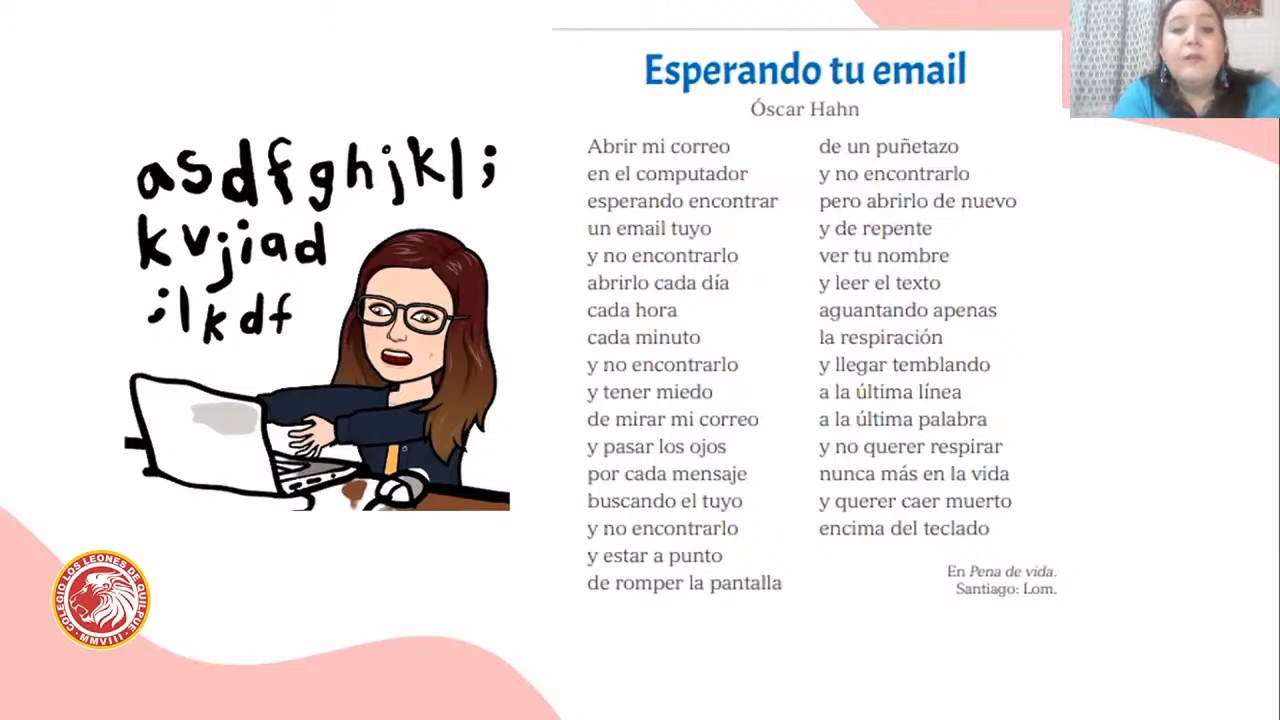 asdfghjkl;
kvjiad
;lkdf
Esperando tu email
Óscar Hahn
Abrir mi correo
en el computador
esperando encontrar
un email tuyo
y no encontrarlo
abrirlo cada día
cada hora
cada minuto
y no encontrarlo
y tener miedo
de mirar mi correo
y pasar los ojos
por cada mensaje
buscando el tuyo
y no encontrarlo
y estar a punto
de romper la pantalla
de un puñetazo
y no encontrarlo
pero abrirlo de nuevo
y de repente
ver tu nombre
y leer el texto
aguantando apenas
la respiración
y llegar temblando
a la última línea
a la última palabra
y no querer respirar
nunca más en la vida
y querer caer muerto
encima del teclado
En Pena de vida.
Santiago: Lom.
COLEGIO LOS LEONES DE QUILPUE
MMVIII